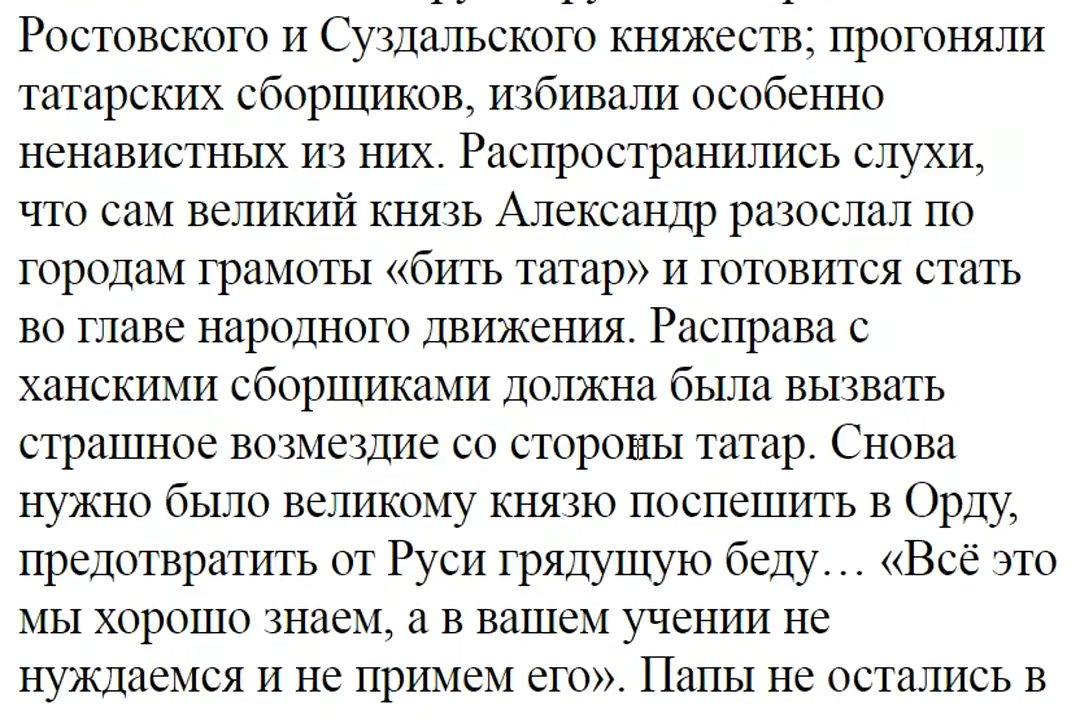 Ростовского и Суздальского княжеств; прогоняли
татарских сборщиков, избивали особенно
ненавистных из них. Распространились слухи,
что сам великий князь Александр разослал по
городам грамоты «бить татар» и готовится стать
во главе народного движения. Расправа с
ханскими сборщиками должна была вызвать
страшное возмездие со стороны татар. Снова
нужно было великому князю поспешить в Орду,
предотвратить от Руси грядущую беду… «Всё это
мы хорошо знаем, а в вашем учении не
нуждаемся и не примем его». Папы не остались в